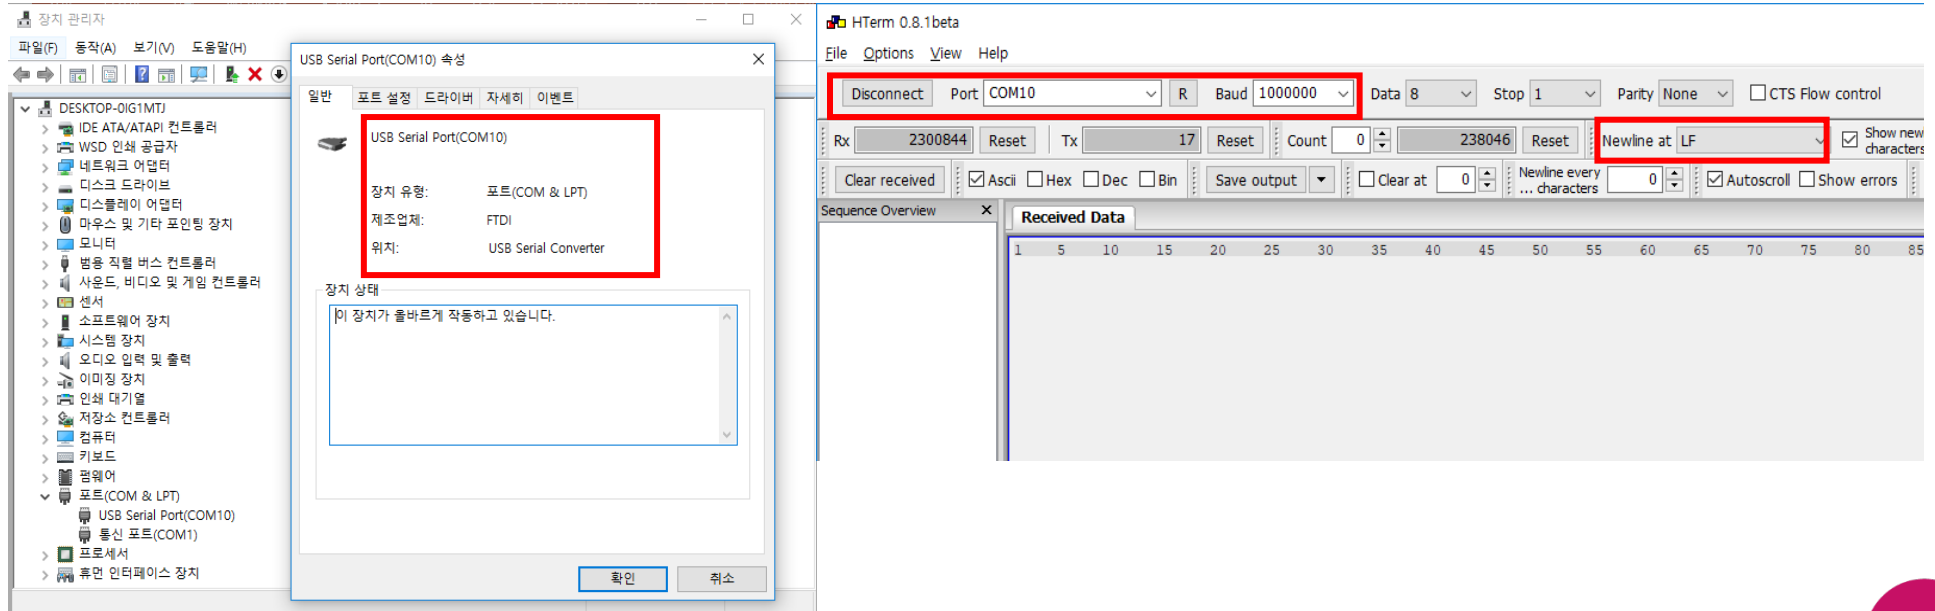 장치 관리자
파일(F) 동작(A) 보기(V) 도움말(H)
DESKTOP-0IG1MTJ
IDE ATA/ATAPI 컨트롤러
WSD 인쇄 공급자
네트워크 어댑터
디스크 드라이브
디스플레이 어댑터
마우스 및 기타 포인팅 장치
모니터
범용 직렬 버스 컨트롤러
사운드, 비디오 및 게임 컨트롤러
센서
소프트웨어 장치
시스템 장치
오디오 입력 및 출력
이미징 장치
인쇄 대기열
저장소 컨트롤러
컴퓨터
키보드
펌웨어
포트(COM & LPT)
USB Serial Port(COM10)
통신 포트(COM1)
프로세서
휴먼 인터페이스 장치
USB Serial Port(COM10) 속성
일반 포트 설정 드라이버 자세히 이벤트
USB Serial Port(COM10)
장치 유형: 포트(COM & LPT)
제조업체: FTDI
위치: USB Serial Converter
장치 상태
이 장치가 올바르게 작동하고 있습니다.
확인 취소
HTerm 0.8.1beta
File Options View Help
Disconnect Port COM10 R Baud 1000000 Data 8 Stop 1 Parity None CTS Flow control
Rx 2300844 Reset Tx 17 Reset Count 0 238046 Reset Newline at LF Show new characters
Clear received Ascii Hex Dec Bin Save output Clear at 0 Newline every ... characters 0 Autoscroll Show errors
Sequence Overview Received Data
1 5 10 15 20 25 30 35 40 45 50 55 60 65 70 75 80 85